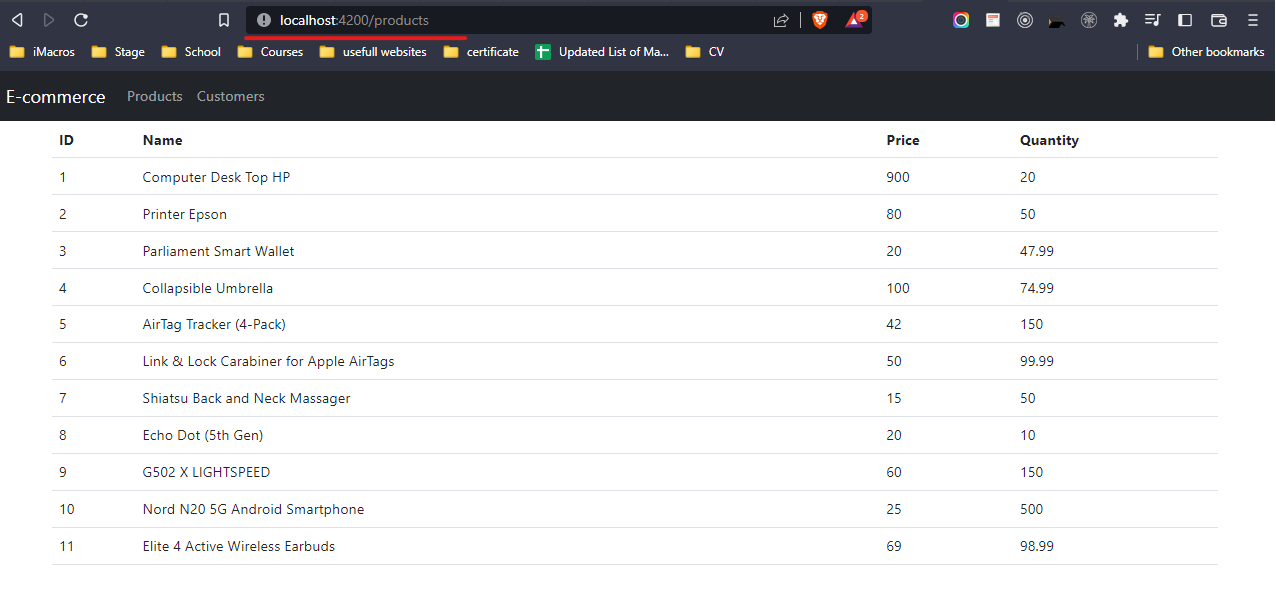 localhost:4200/products
2
iMacros Stage School Courses usefull websites certificate Updated List of Ma... CV Other bookmarks
E-commerce Products Customers
ID Name Price Quantity
1 Computer Desk Top HP 900 20
2 Printer Epson 80 50
3 Parliament Smart Wallet 20 47.99
4 Collapsible Umbrella 100 74.99
5 AirTag Tracker (4-Pack) 42 150
6 Link & Lock Carabiner for Apple AirTags 50 99.99
7 Shiatsu Back and Neck Massager 15 50
8 Echo Dot (5th Gen) 20 10
9 G502 X LIGHTSPEED 60 150
10 Nord N20 5G Android Smartphone 25 500
11 Elite 4 Active Wireless Earbuds 69 98.99